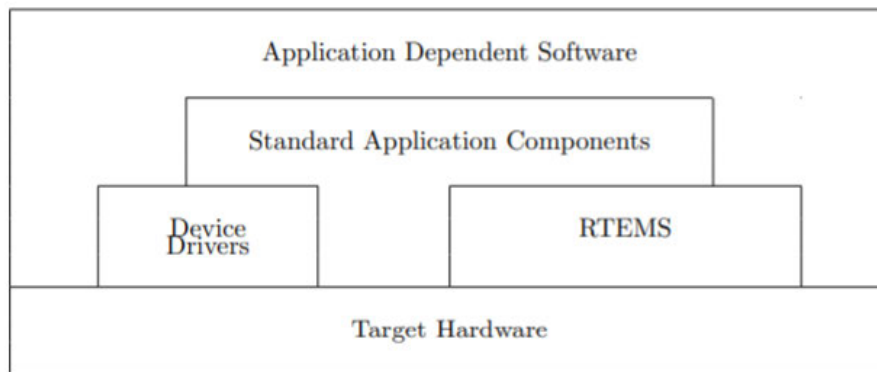 Application Dependent Software
Standard Application Components
Device
Drivers
RTEMS
Target Hardware